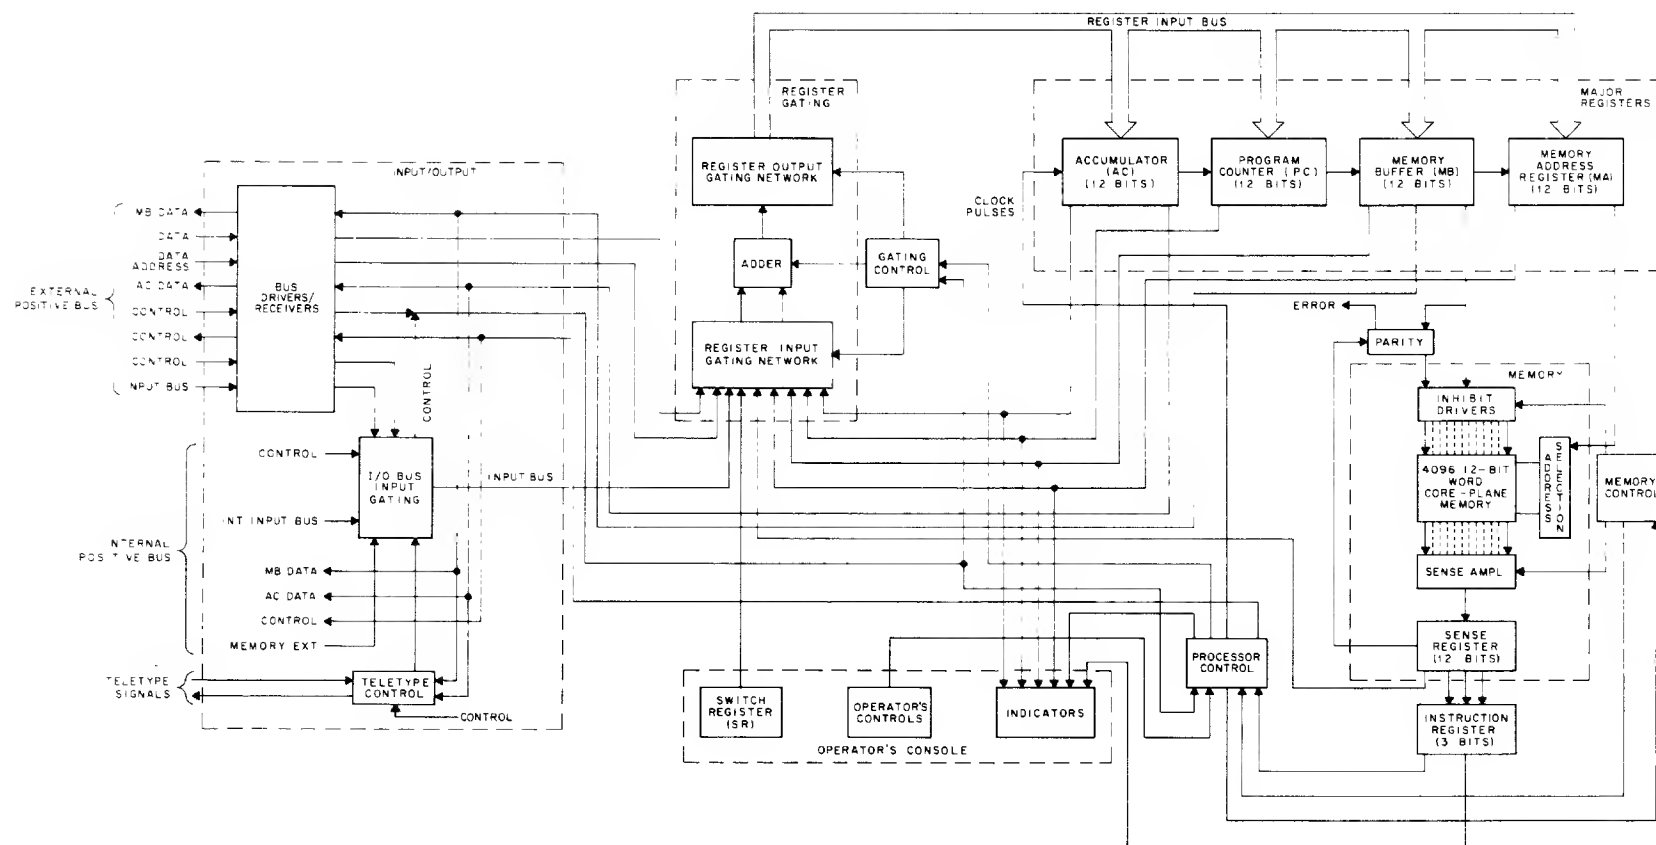 REGISTER INPUT BUS
REGISTER
GATING
MAJOR
REGISTERS
REGISTER OUTPUT
GATING NETWORK
ACCUMULATOR
(AC)
(12 BITS)
PROGRAM
COUNTER (PC)
(12 BITS)
MEMORY
BUFFER (MB)
(12 BITS)
MEMORY
ADDRESS
REGISTER (MA)
(12 BITS)
CLOCK
PULSES
INPUT/OUTPUT
MB DATA
DATA
DATA
ADDRESS
AC DATA
CONTROL
CONTROL
CONTROL
INPUT BUS
EXTERNAL
POSITIVE BUS
BUS
DRIVERS/
RECEIVERS
ADDER
GATING
CONTROL
REGISTER INPUT
GATING NETWORK
ERROR
PARITY
MEMORY
INHIBIT
DRIVERS
4096 12-BIT
WORD
CORE-PLANE
MEMORY
ADDRESS
SELECTION
MEMORY
CONTROL
SENSE AMPL
SENSE
REGISTER
(12 BITS)
INSTRUCTION
REGISTER
(3 BITS)
CONTROL
CONTROL
I/O BUS
INPUT
GATING
INPUT BUS
INT INPUT BUS
INTERNAL
POSITIVE BUS
MB DATA
AC DATA
CONTROL
MEMORY EXT
TELETYPE
SIGNALS
TELETYPE
CONTROL
CONTROL
SWITCH
REGISTER
(SR)
OPERATOR'S
CONTROLS
INDICATORS
OPERATOR'S CONSOLE
PROCESSOR
CONTROL